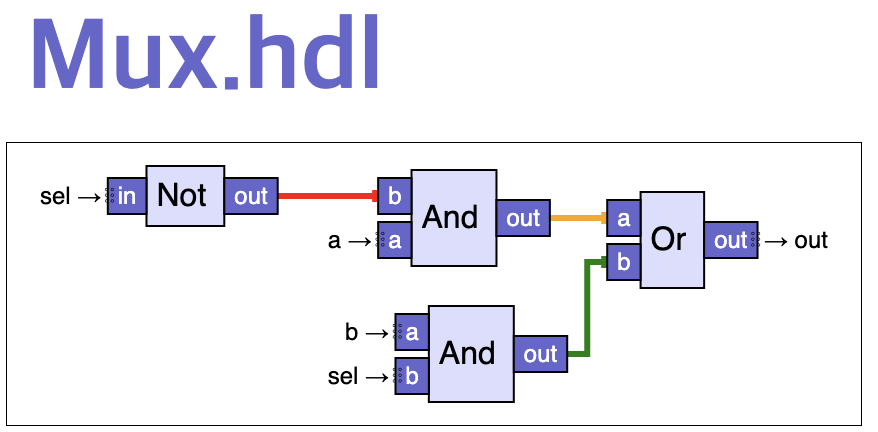 Mux.hdl
sel → in Not out b And out a Or out → out
a → a b
b → a And out
sel → b